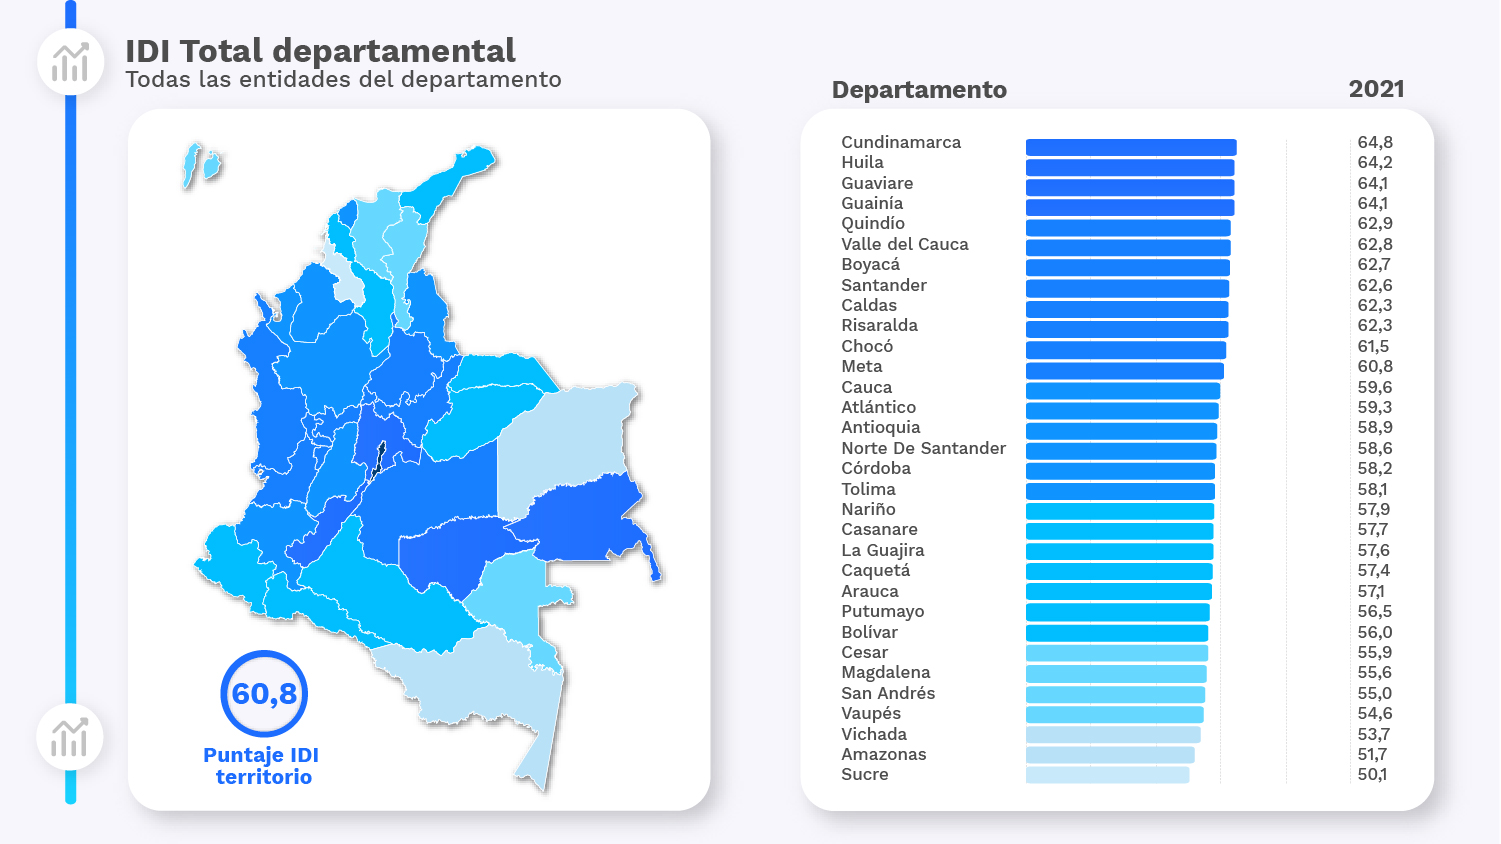 IDI Total departamental
Todas las entidades del departamento
60,8
Puntaje IDI
territorio
Departamento 2021
Cundinamarca 64,8
Huila 64,2
Guaviare 64,1
Guainía 64,1
Quindío 62,9
Valle del Cauca 62,8
Boyacá 62,7
Santander 62,6
Caldas 62,3
Risaralda 62,3
Chocó 61,5
Meta 60,8
Cauca 59,6
Atlántico 59,3
Antioquia 58,9
Norte De Santander 58,6
Córdoba 58,2
Tolima 58,1
Nariño 57,9
Casanare 57,7
La Guajira 57,6
Caquetá 57,4
Arauca 57,1
Putumayo 56,5
Bolívar 56,0
Cesar 55,9
Magdalena 55,6
San Andrés 55,0
Vaupés 54,6
Vichada 53,7
Amazonas 51,7
Sucre 50,1